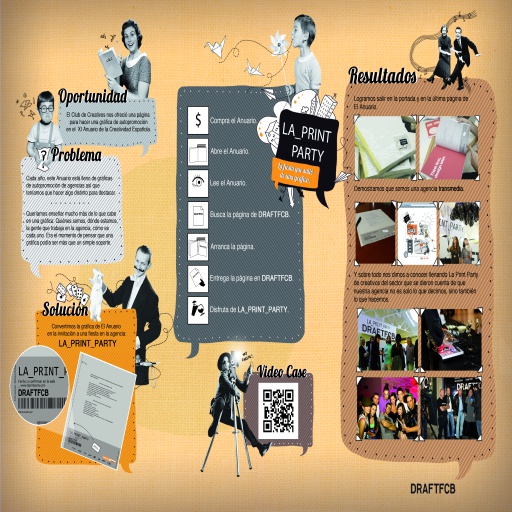 Oportunidad
El Club de Creativos nos ofreció una página
para hacer una gráfica de autopromoción
en el XI Anuario de la Creatividad Española.
Problema
Cada año, este Anuario está lleno de gráficas
de autopromoción de agencias así que
teníamos que hacer algo distinto para destacar.
Queríamos enseñar mucho más de lo que cabe
en una gráfica: Quiénes somos, dónde estamos,
la gente que trabaja en la agencia, cómo es
cada uno. Era el momento de pensar que una
gráfica podía ser más que un simple soporte.
Solución
Convertimos la gráfica de El Anuario
en la invitación a una fiesta en la agencia:
LA_PRINT_PARTY
DRAFTFCB
Compra el Anuario.
Abre el Anuario.
Lee el Anuario.
Busca la página de DRAFTFCB.
Arranca la página.
Entrega la página en DRAFTFCB.
Disfruta de LA_PRINT_PARTY.
LA_PRINT
PARTY
la fiesta que salió
de una gráfica
Video Case
Resultados
Logramos salir en la portada y en la última página de
El Anuario.
Demostramos que somos una agencia transmedia.
Y sobre todo nos dimos a conocer llenando La Print Party
de creativos del sector que se dieron cuenta de que
nuestra agencia no es solo lo que decimos, sino también
lo que hacemos.
DRAFTFCB
DRAFTFCB